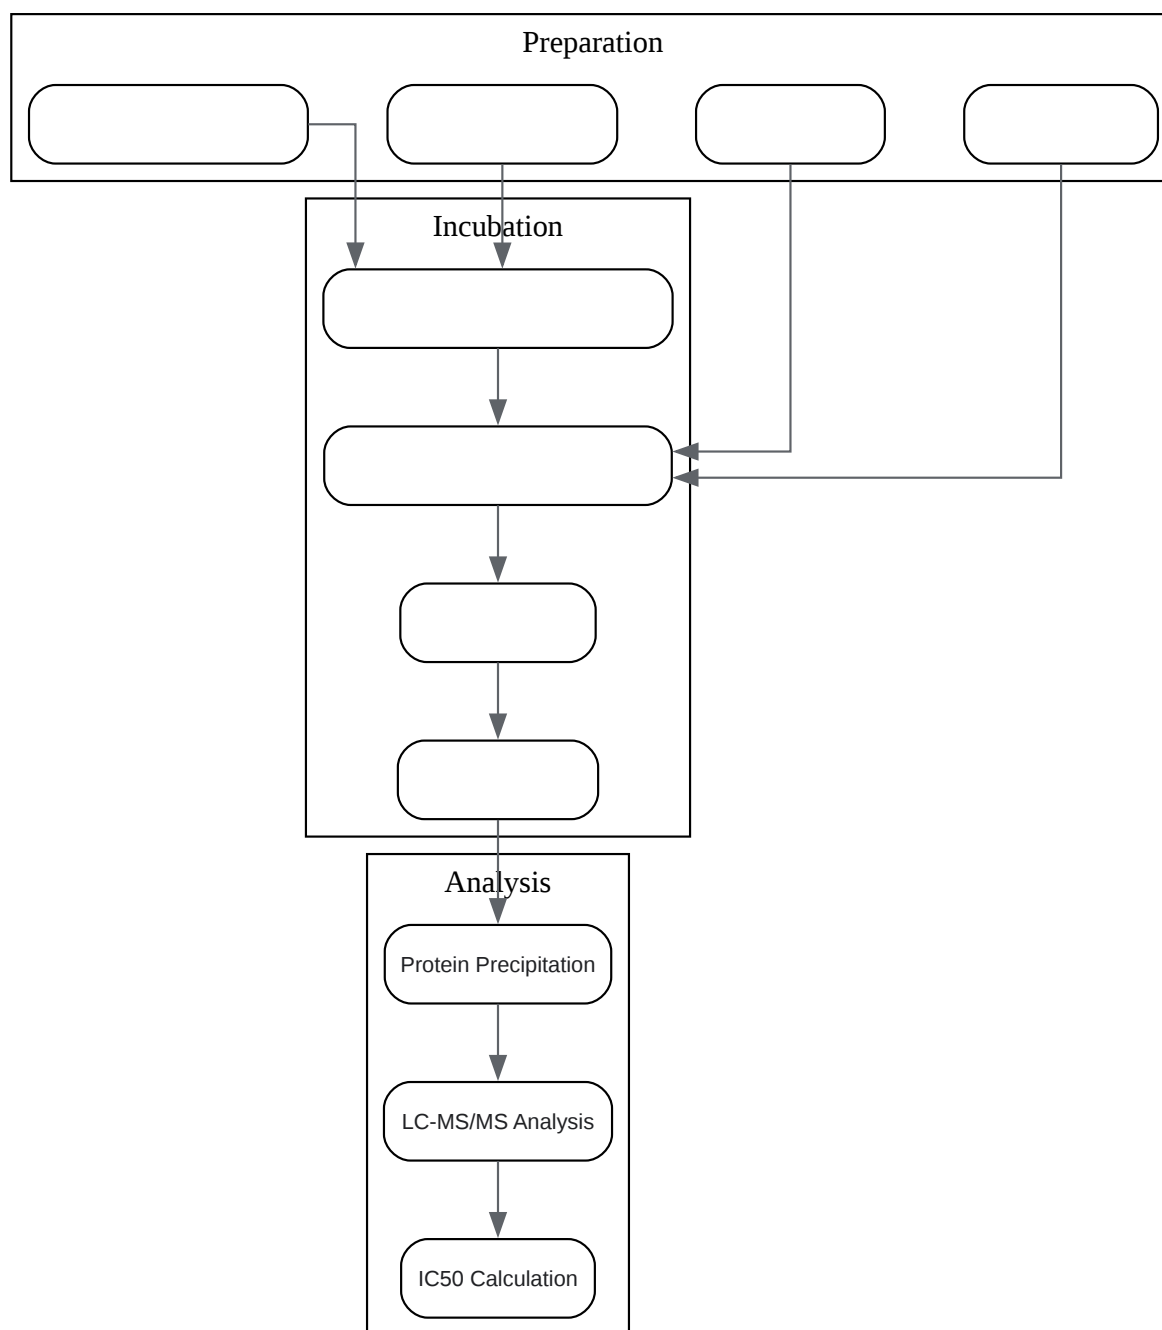 Preparation
Incubation
Analysis
Protein Precipitation
LC-MS/MS Analysis
IC50 Calculation